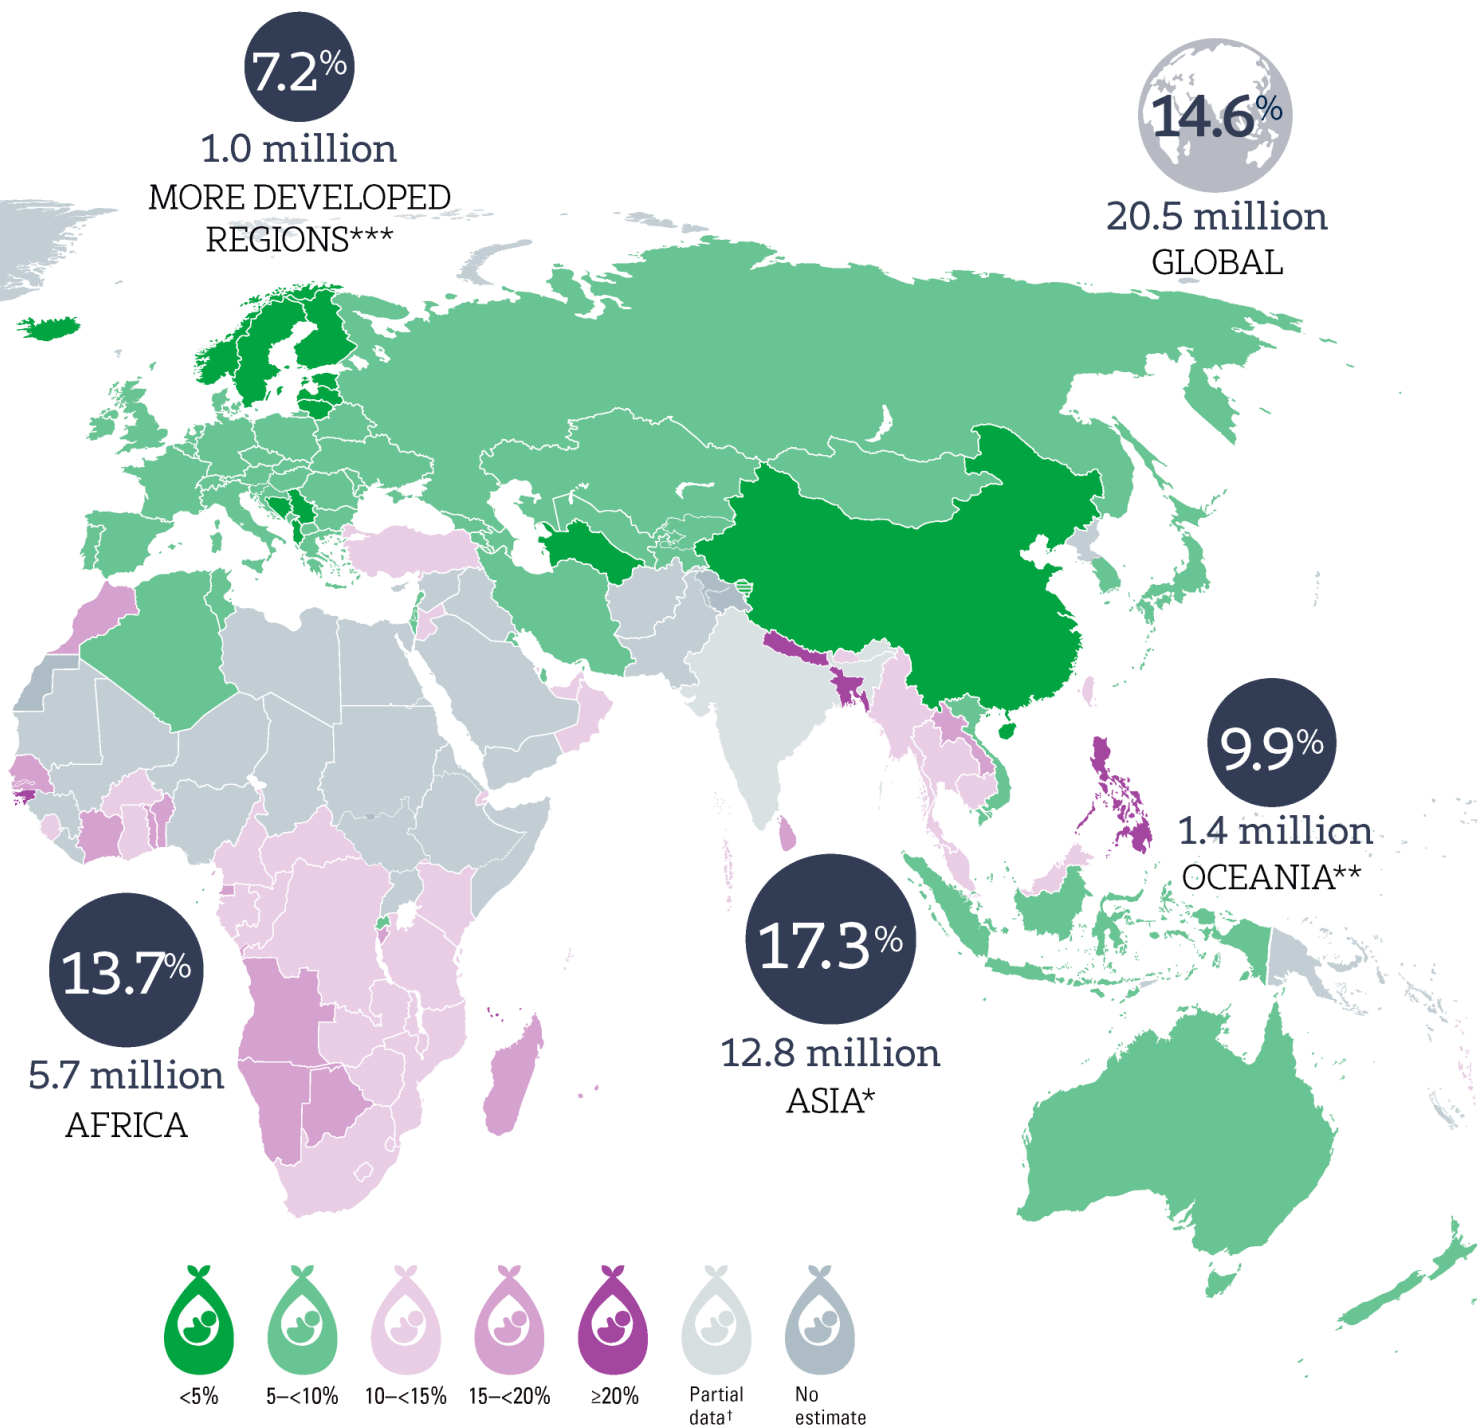 7.2%
1.0 million
MORE DEVELOPED
REGIONS***
14.6%
20.5 million
GLOBAL
9.9%
1.4 million
OCEANIA**
13.7%
5.7 million
AFRICA
17.3%
12.8 million
ASIA*
<5%
5–<10%
10–<15%
15–<20%
≥20%
Partial
data†
No
estimate